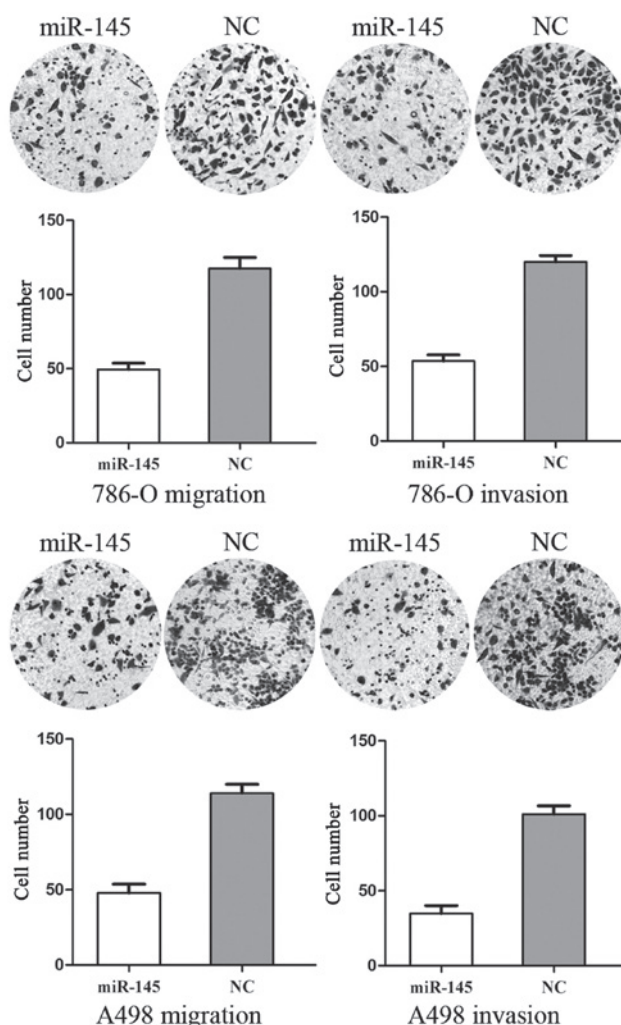 miR-145 NC miR-145 NC
150
100
50
0
Cell number
miR-145 NC
786-O migration
150
100
50
0
Cell number
miR-145 NC
786-O invasion
miR-145 NC miR-145 NC
150
100
50
0
Cell number
miR-145 NC
A498 migration
150
100
50
0
Cell number
miR-145 NC
A498 invasion